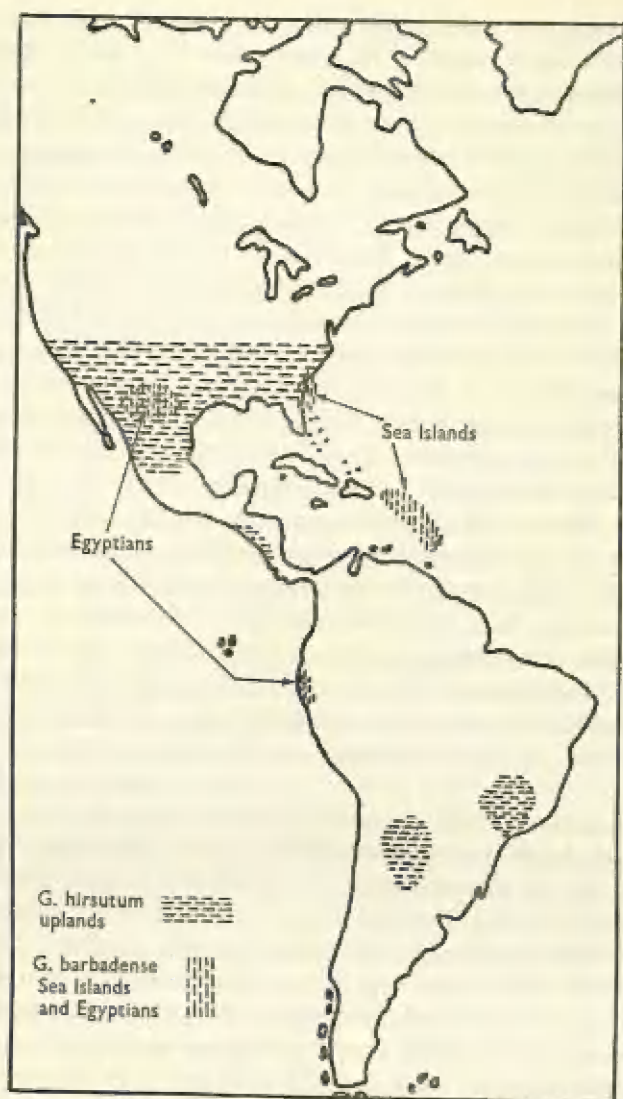 Sea Islands
Egyptians
G. hirsutum
uplands
G. barbadense
Sea Islands
and Egyptians